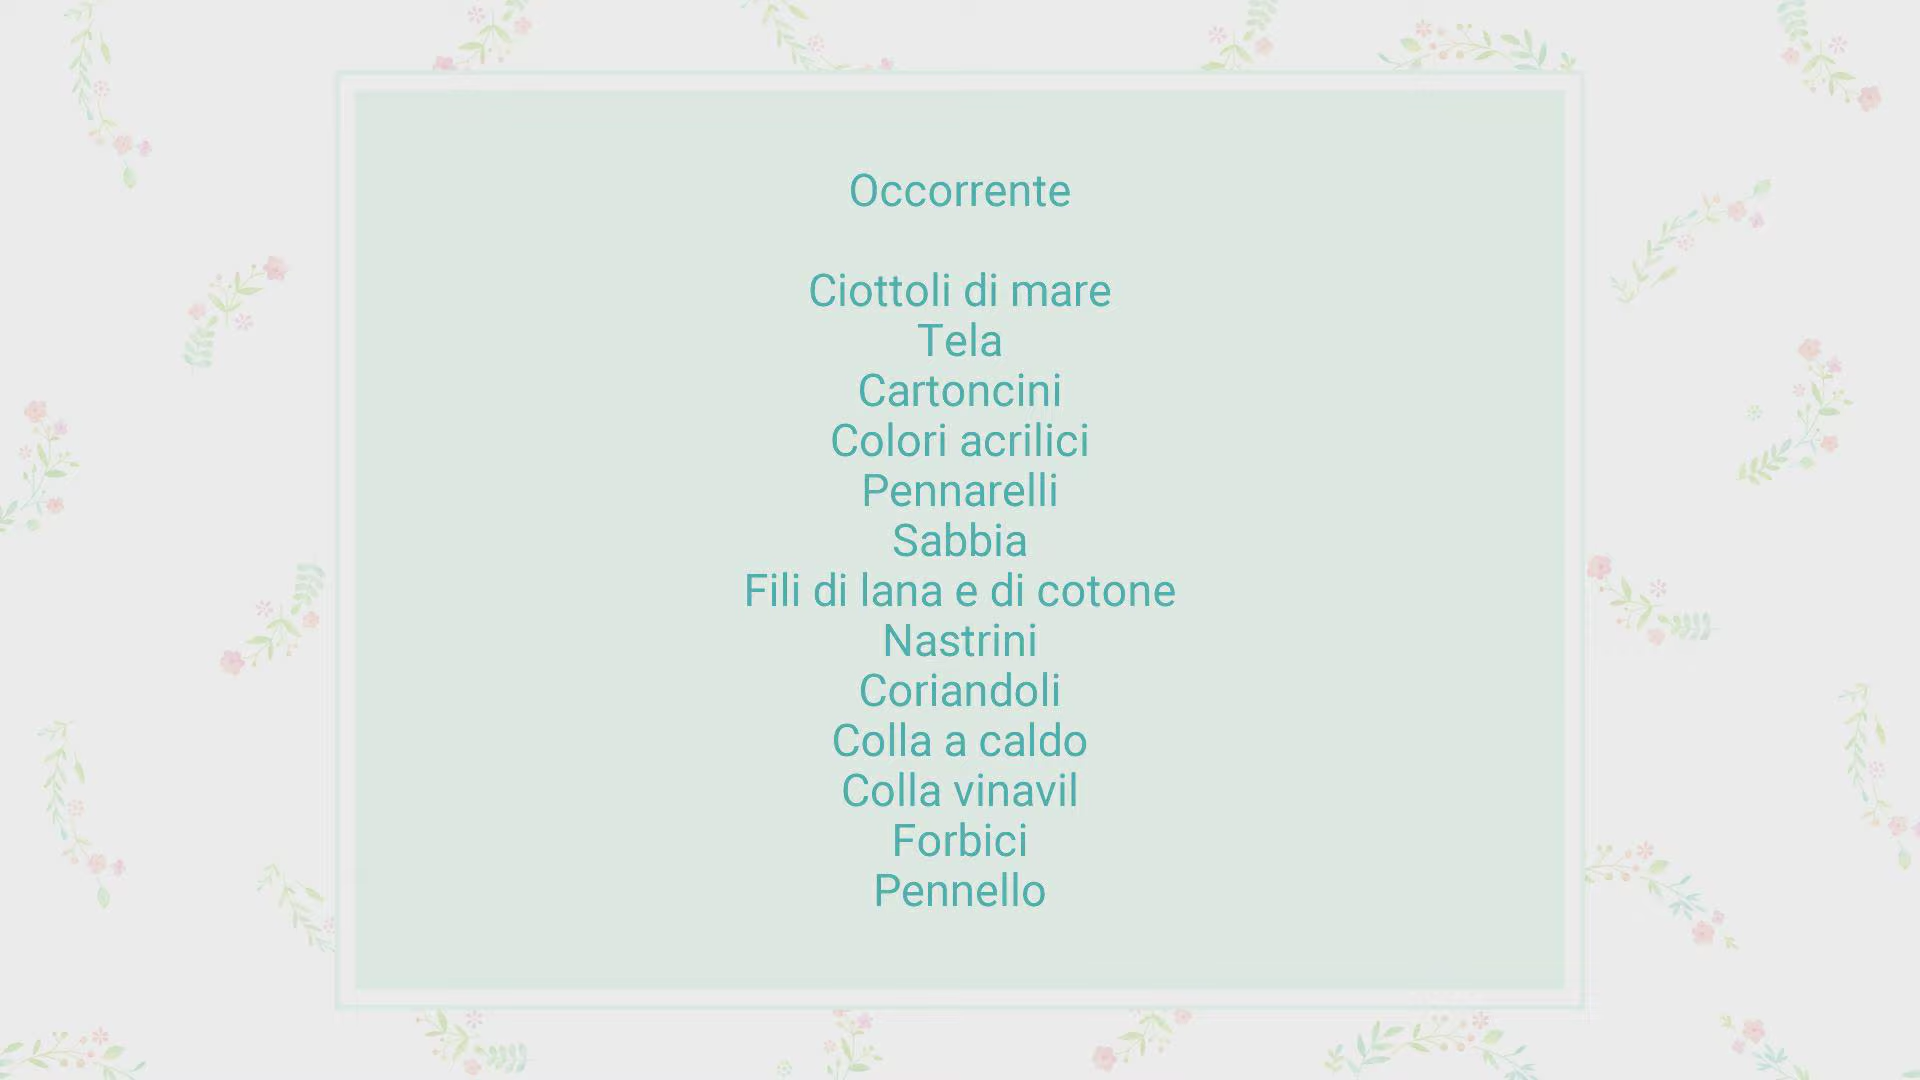 Occorrente
Ciottoli di mare
Tela
Cartoncini
Colori acrilici
Pennarelli
Sabbia
Fili di lana e di cotone
Nastrini
Coriandoli
Colla a caldo
Colla vinavil
Forbici
Pennello